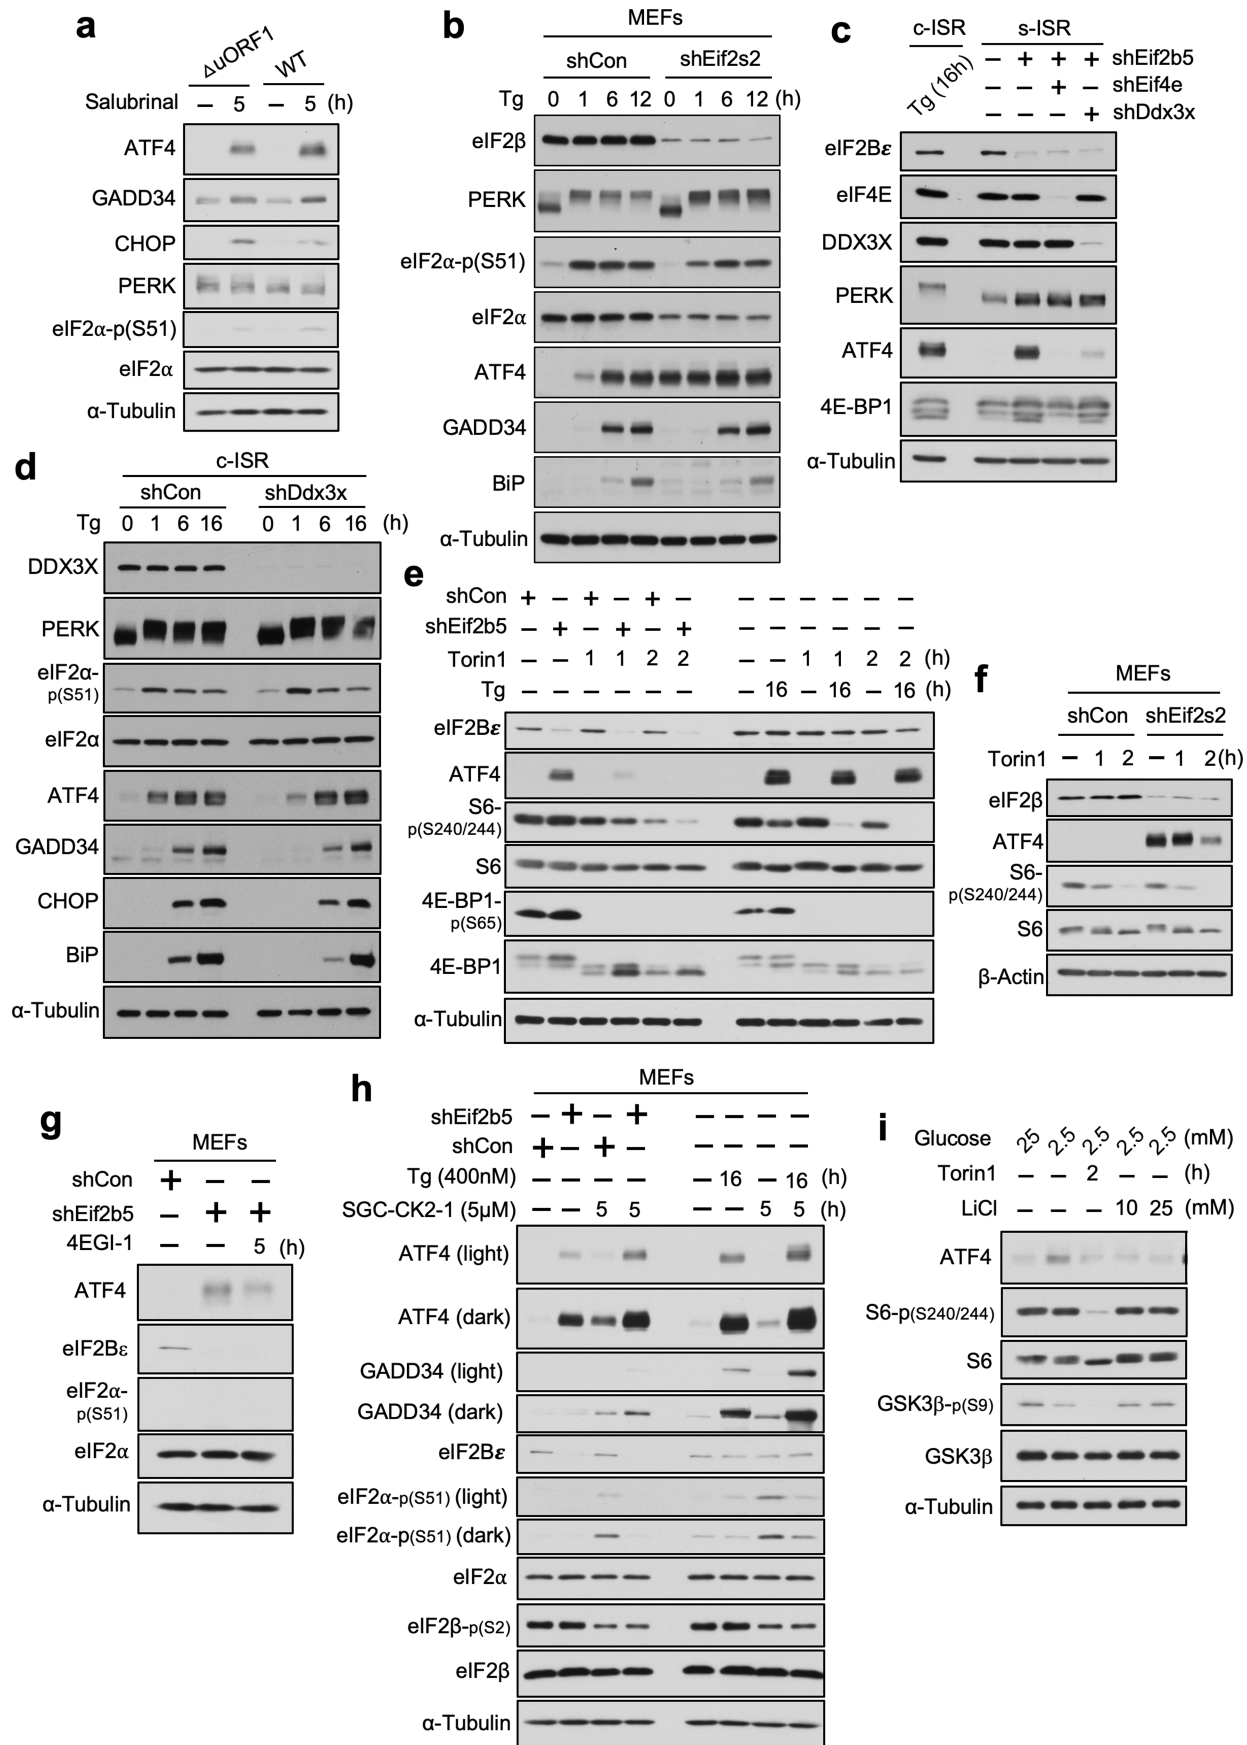 a
ΔuORF1 WT
Salubrinal – 5 – 5 (h)
ATF4
GADD34
CHOP
PERK
eIF2α-p(S51)
eIF2α
α-Tubulin
b
MEFs
shCon shEif2s2
Tg 0 1 6 12 0 1 6 12 (h)
eIF2β
PERK
eIF2α-p(S51)
eIF2α
ATF4
GADD34
BiP
α-Tubulin
c
c-ISR s-ISR
Tg (16h) – + + + shEif2b5
– – + – shEif4e
– – – + shDdx3x
eIF2Bε
eIF4E
DDX3X
PERK
ATF4
4E-BP1
α-Tubulin
d
c-ISR
shCon shDdx3x
Tg 0 1 6 16 0 1 6 16 (h)
DDX3X
PERK
eIF2α-
p(S51)
eIF2α
ATF4
GADD34
CHOP
BiP
α-Tubulin
e
shCon + – + – + – – – – – – –
shEif2b5 – + – + – + – – – – – –
Torin1 – – 1 1 2 2 – – 1 1 2 2 (h)
Tg – – – – – – – 16 – 16 – 16 (h)
eIF2Bε
ATF4
S6-
p(S240/244)
S6
4E-BP1-
p(S65)
4E-BP1
α-Tubulin
f
MEFs
shCon shEif2s2
Torin1 – 1 2 – 1 2(h)
eIF2β
ATF4
S6-
p(S240/244)
S6
β-Actin
g
MEFs
shCon + – –
shEif2b5 – + +
4EGI-1 – – 5 (h)
ATF4
eIF2Bε
eIF2α-
p(S51)
eIF2α
α-Tubulin
h
MEFs
shEif2b5 – + – + – – – –
shCon + – + – – – – –
Tg (400nM) – – – – – 16 – 16 (h)
SGC-CK2-1 (5µM) – – 5 5 – – 5 5 (h)
ATF4 (light)
ATF4 (dark)
GADD34 (light)
GADD34 (dark)
eIF2Bε
eIF2α-p(S51) (light)
eIF2α-p(S51) (dark)
eIF2α
eIF2β-p(S2)
eIF2β
α-Tubulin
i
Glucose 25 2.5 2.5 2.5 2.5 (mM)
Torin1 – – 2 – – (h)
LiCl – – – 10 25 (mM)
ATF4
S6-p(S240/244)
S6
GSK3β-p(S9)
GSK3β
α-Tubulin